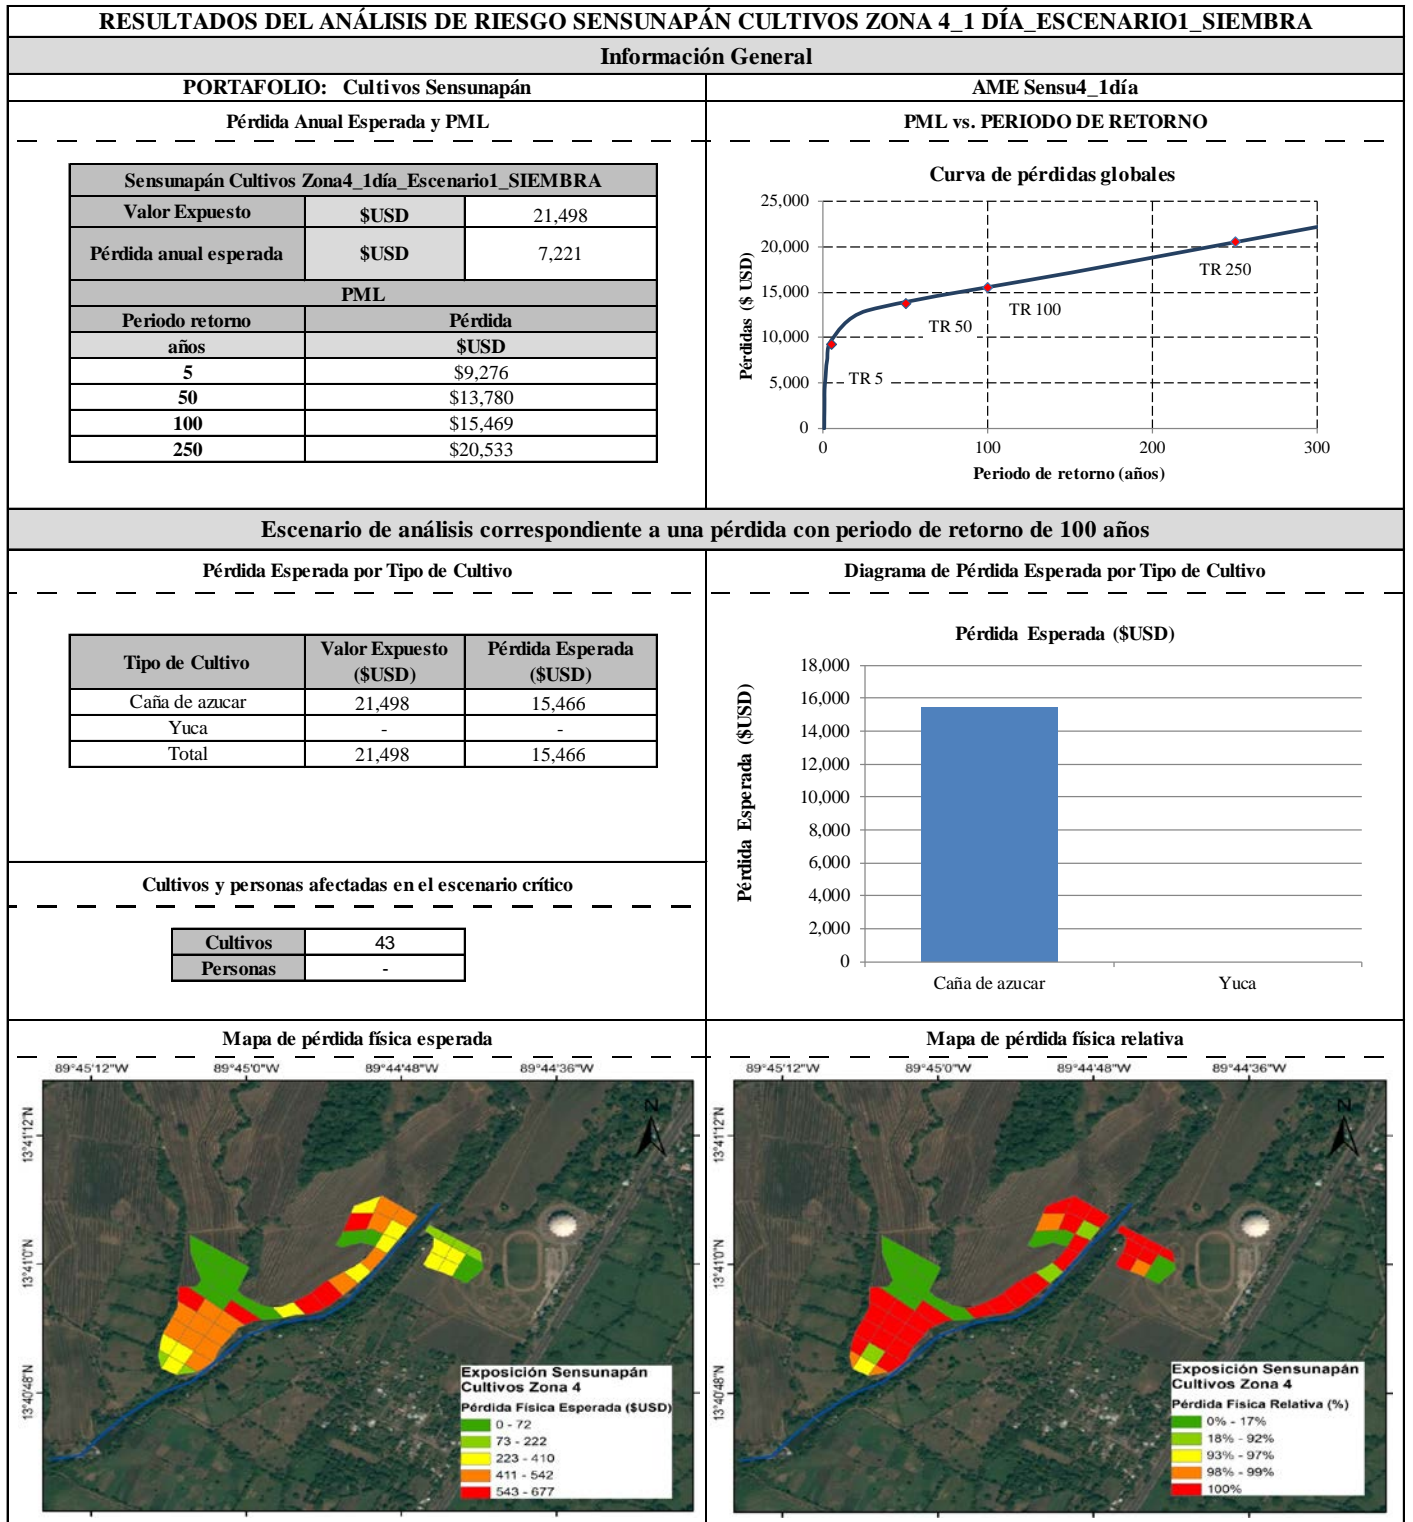 RESULTADOS DEL ANÁLISIS DE RIESGO SENSUNAPÁN CULTIVOS ZONA 4_1 DÍA_ESCENARIO1_SIEMBRA
Información General
PORTAFOLIO: Cultivos Sensunapán
AME Sensu4_1día
Pérdida Anual Esperada y PML
Sensunapán Cultivos Zona4_1día_Escenario1_SIEMBRA
Valor Expuesto $USD 21,498
Pérdida anual esperada $USD 7,221
PML
Periodo retorno Pérdida
años $USD
5 $9,276
50 $13,780
100 $15,469
250 $20,533
PML vs. PERIODO DE RETORNO
Curva de pérdidas globales
Pérdidas ($ USD)
25,000
20,000
15,000
10,000
5,000
0
TR 5
TR 50
TR 100
TR 250
0 100 200 300
Periodo de retorno (años)
Escenario de análisis correspondiente a una pérdida con periodo de retorno de 100 años
Pérdida Esperada por Tipo de Cultivo
Tipo de Cultivo Valor Expuesto ($USD) Pérdida Esperada ($USD)
Caña de azucar 21,498 15,466
Yuca - -
Total 21,498 15,466
Cultivos y personas afectadas en el escenario crítico
Cultivos 43
Personas -
Diagrama de Pérdida Esperada por Tipo de Cultivo
Pérdida Esperada ($USD)
Pérdida Esperada ($USD)
18,000
16,000
14,000
12,000
10,000
8,000
6,000
4,000
2,000
0
Caña de azucar Yuca
Mapa de pérdida física esperada
89°45'12"W 89°45'0"W 89°44'48"W 89°44'36"W
13°41'12"N
13°41'0"N
13°40'48"N
N
Exposición Sensunapán
Cultivos Zona 4
Pérdida Física Esperada ($USD)
0 - 72
73 - 222
223 - 410
411 - 542
543 - 677
Mapa de pérdida física relativa
89°45'12"W 89°45'0"W 89°44'48"W 89°44'36"W
13°41'12"N
13°41'0"N
13°40'48"N
N
Exposición Sensunapán
Cultivos Zona 4
Pérdida Física Relativa (%)
0% - 17%
18% - 92%
93% - 97%
98% - 99%
100%